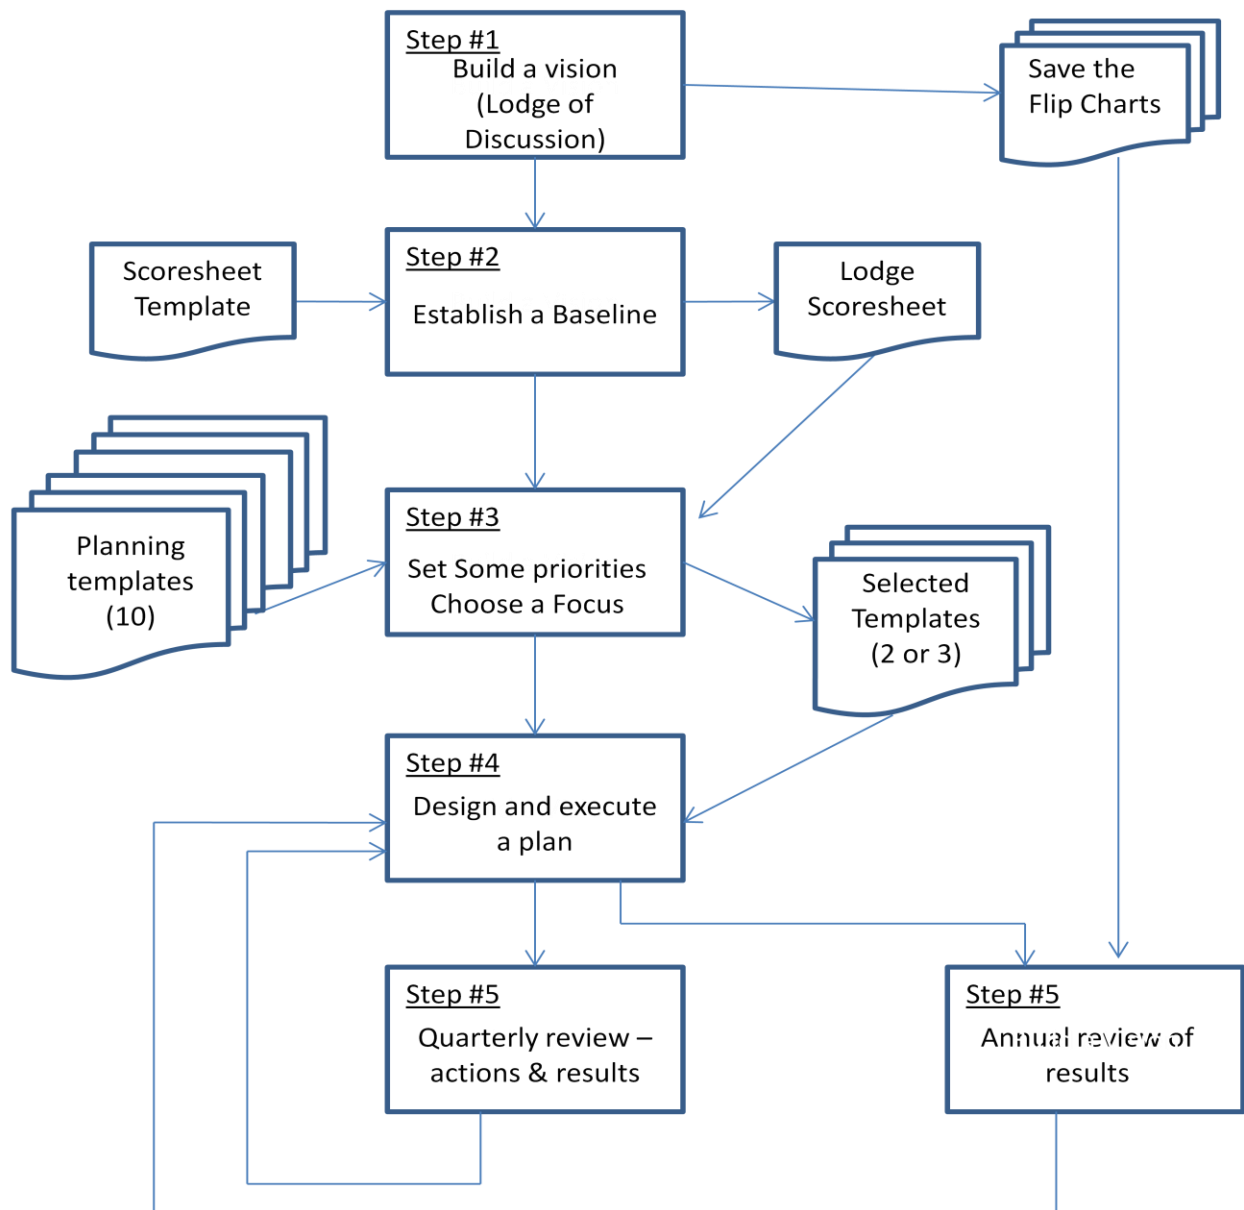 Step #1
Build a vision
(Lodge of
Discussion)
Save the
Flip Charts
Scoresheet
Template
Step #2
Establish a Baseline
Lodge
Scoresheet
Planning
templates
(10)
Step #3
Set Some priorities
Choose a Focus
Selected
Templates
(2 or 3)
Step #4
Design and execute
a plan
Step #5
Quarterly review –
actions & results
Step #5
Annual review of
results